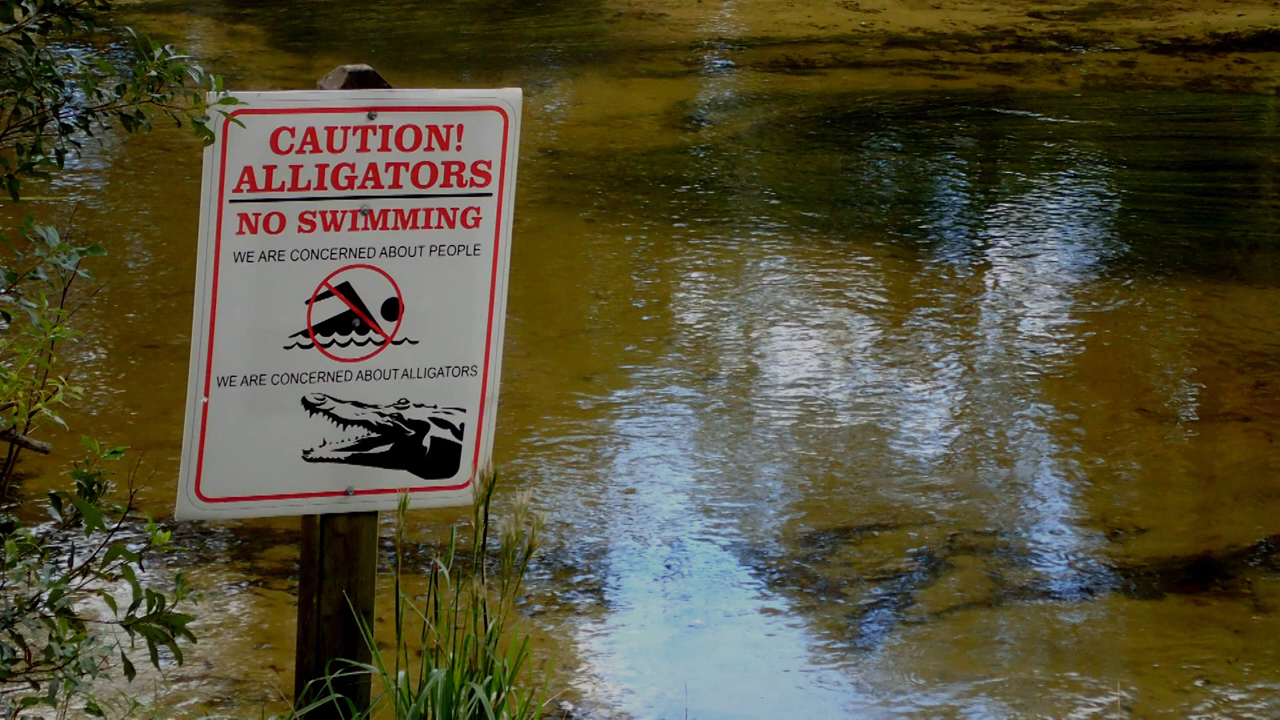 CAUTION!
ALLIGATORS
NO SWIMMING
WE ARE CONCERNED ABOUT PEOPLE
WE ARE CONCERNED ABOUT ALLIGATORS